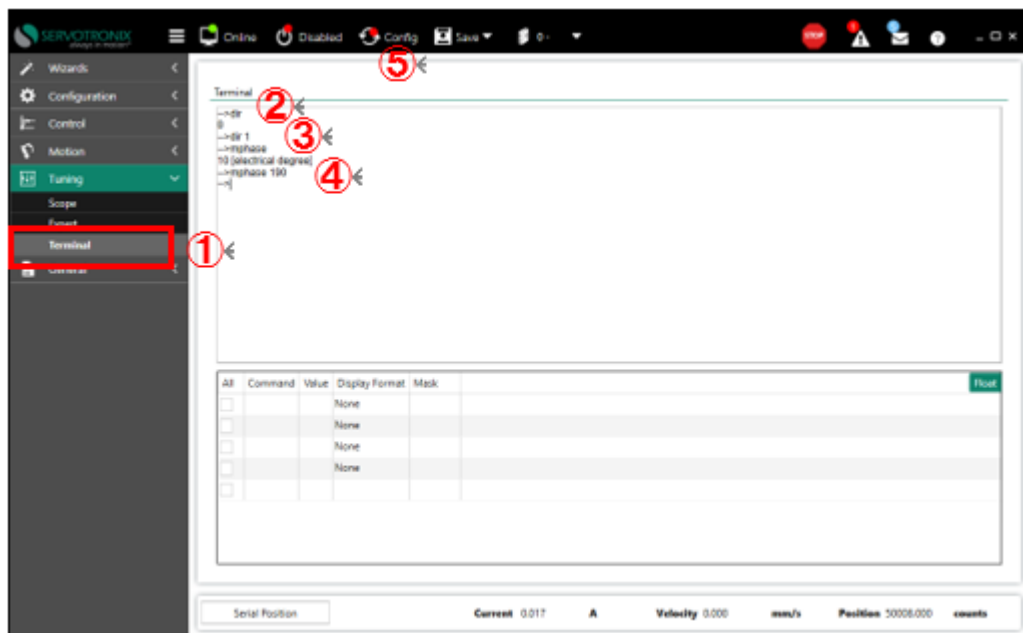 SERVOTRONIX
always in motion
Online Disabled Config Save 0-
STOP
?
Wizards
Configuration
Control
Motion
Tuning
Scope
Expert
Terminal
General
⑤
Terminal
②
-->dir
0
③
-->dir 1
-->mphase
10 [electrical degree]
④
-->mphase 190
-->
①
All Command Value Display Format Mask Float
None
None
None
None
Serial Position Current 0.017 A Velocity 0.000 mm/s Position 50008.000 counts